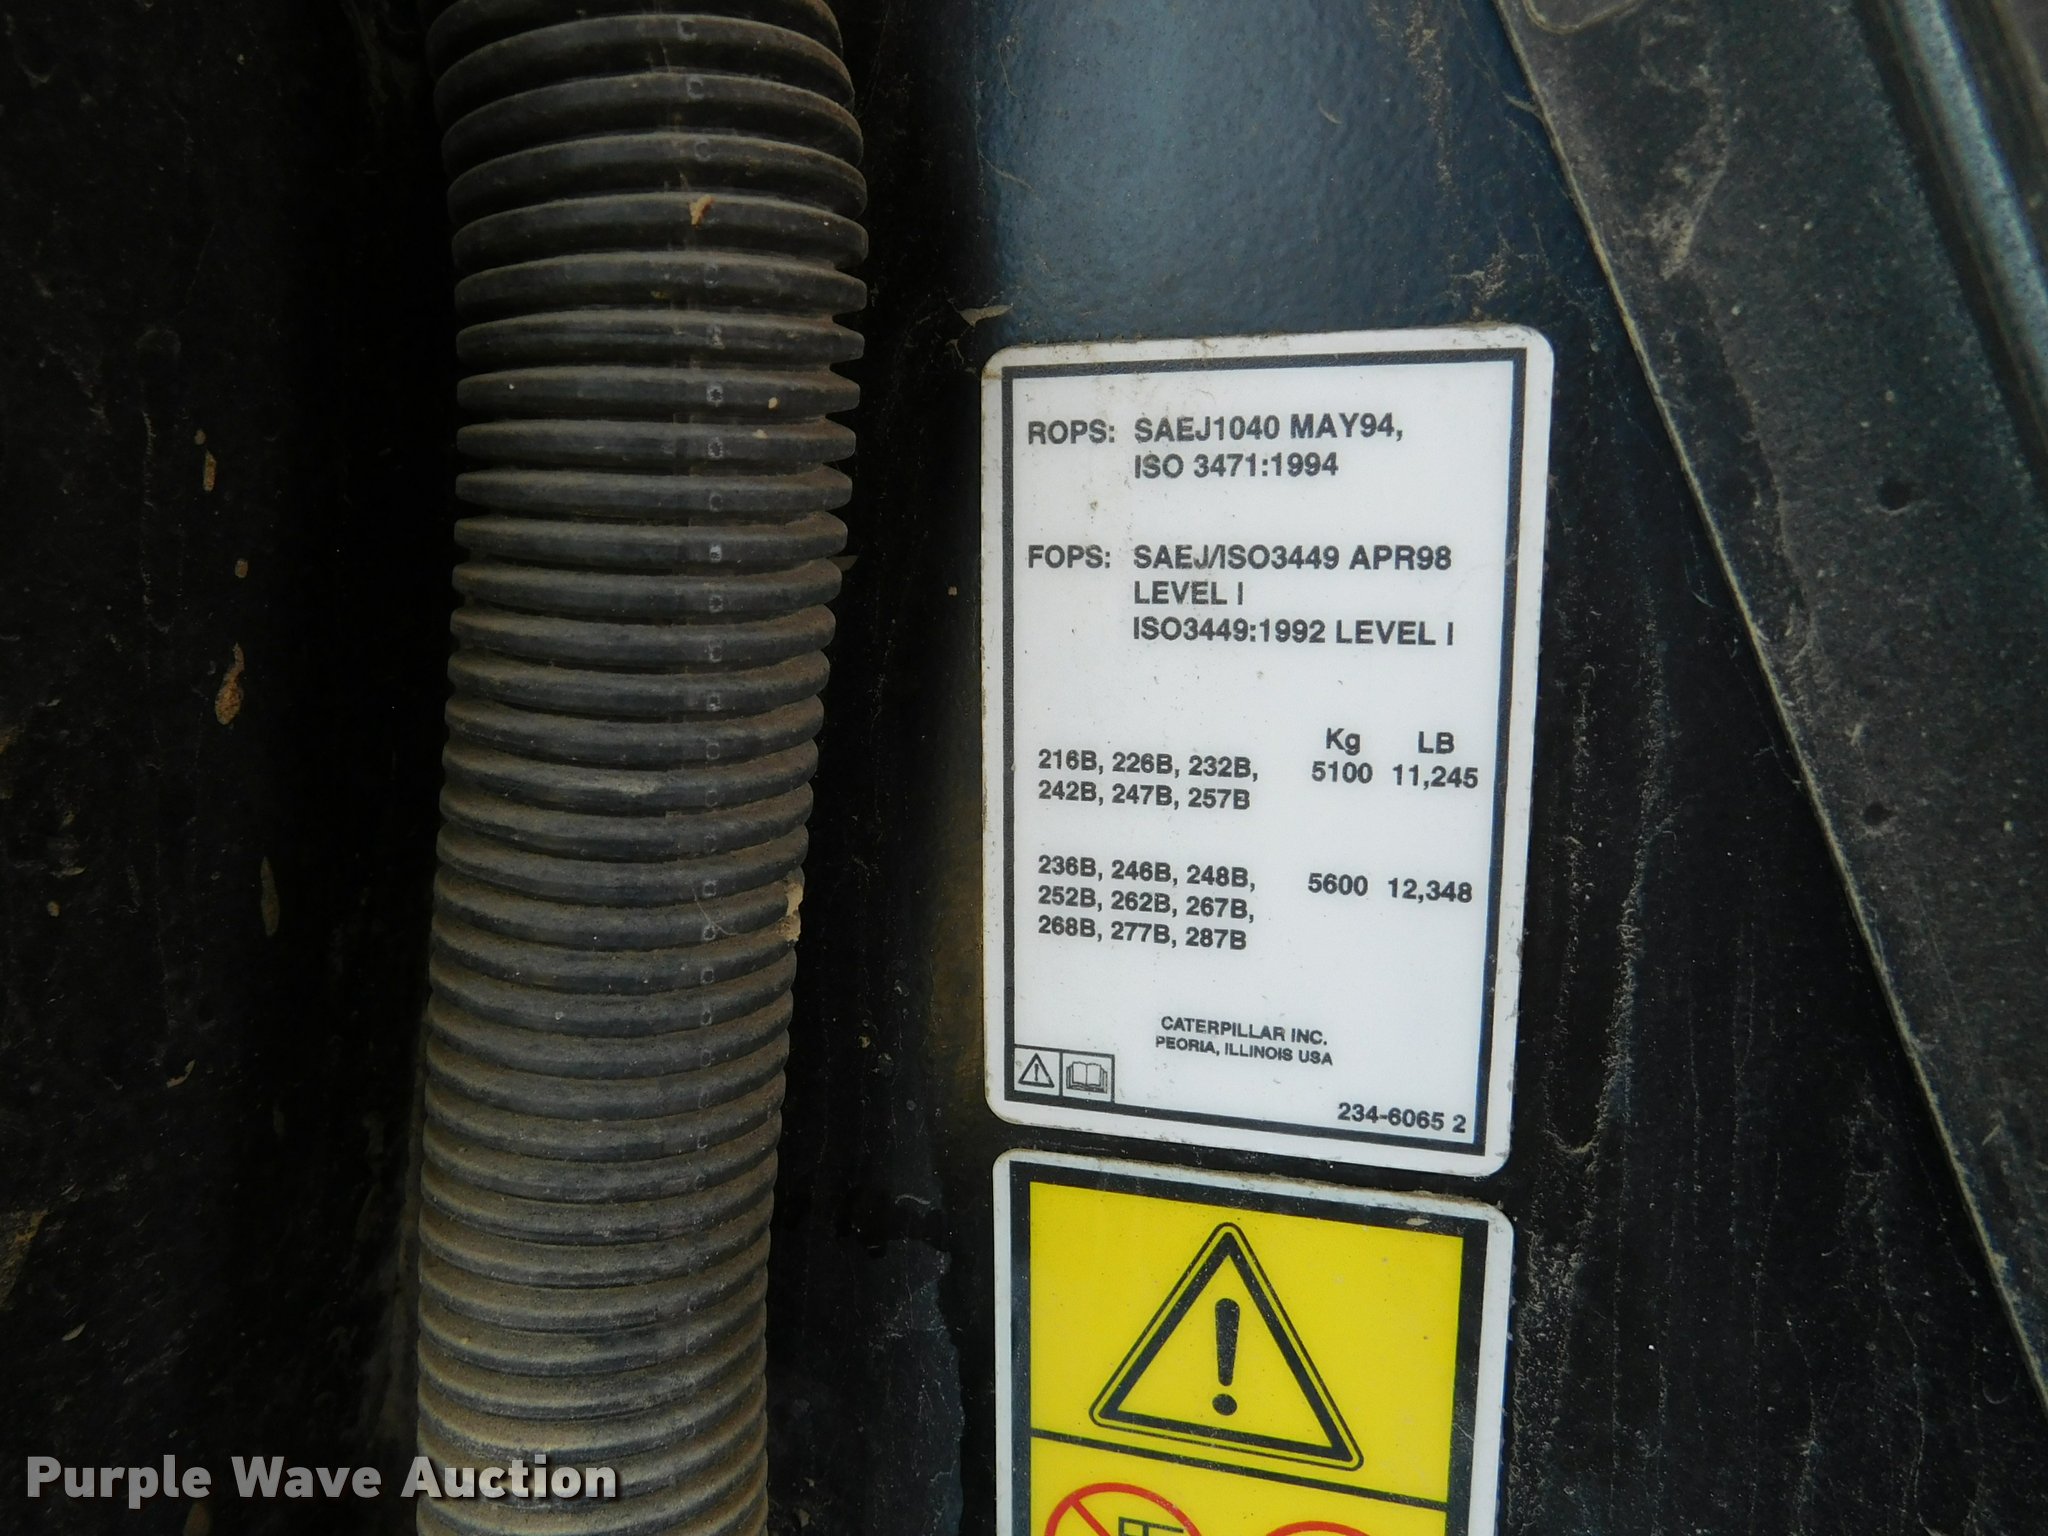 ROPS: SAEJ1040 MAY94,
ISO 3471:1994
FOPS: SAEJ/ISO3449 APR98
LEVEL I
ISO3449:1992 LEVEL I
Kg LB
216B, 226B, 232B, 5100 11,245
242B, 247B, 257B
236B, 246B, 248B, 5600 12,348
252B, 262B, 267B,
268B, 277B, 287B
CATERPILLAR INC.
PEORIA, ILLINOIS USA
234-6065 2
Purple Wave Auction